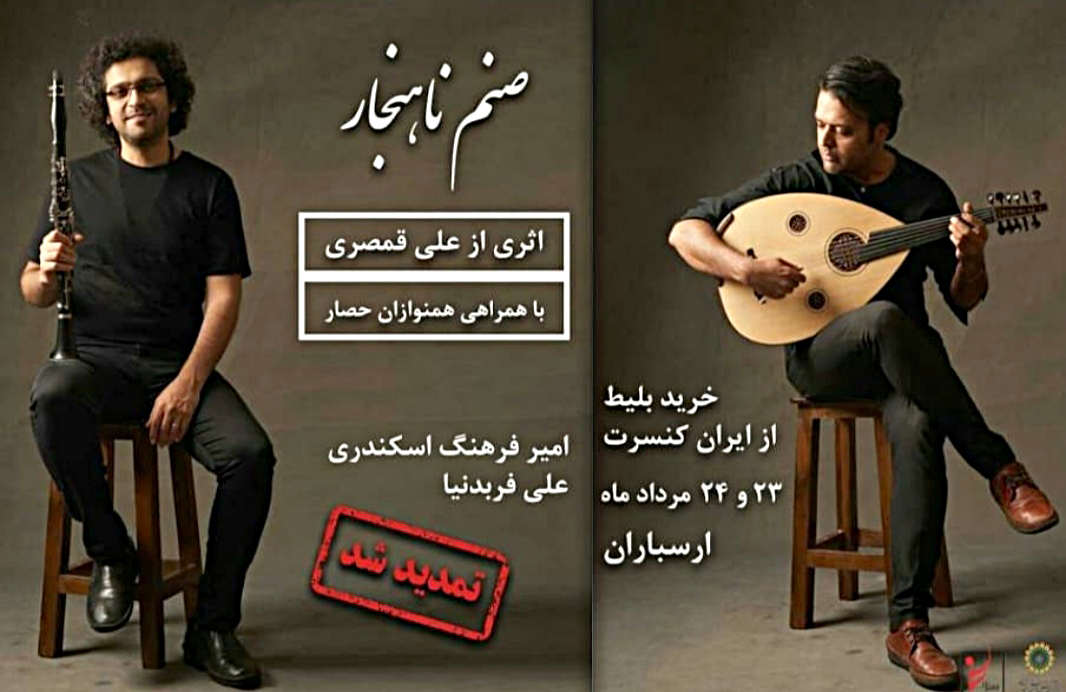 صنم ناهنجار
اثری از علی قمصری
با همراهی همنوازان حصار
امیر فرهنگ اسکندری
علی فربدنیا
تمدید شد
خرید بلیط
از ایران کنسرت
۲۳ و ۲۴ مرداد ماه
ارسباران